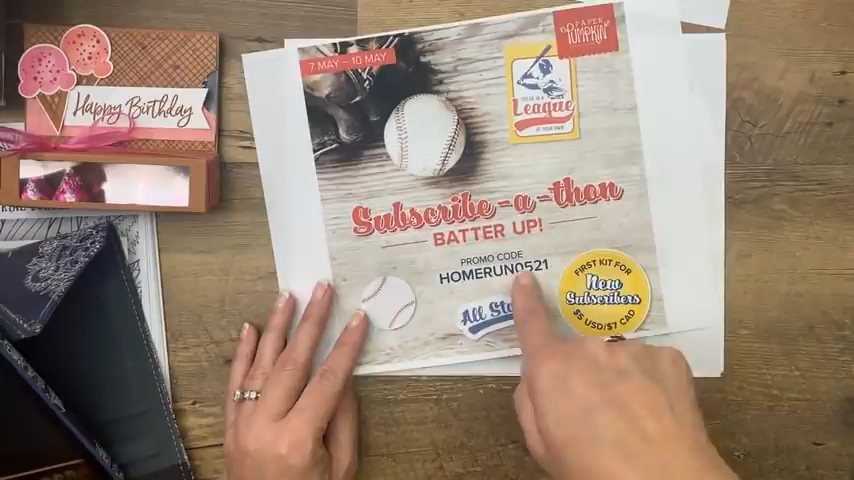 7 MAY – 10 MAY
PAPER
PUMPKIN
League
Happy Birthday
Subscribe-a-thon
BATTER UP!
PROMO CODE
HOMERUN0521
All Sta
FIRST KIT FOR
New
Subscribers
$5 USD/$7 CAD